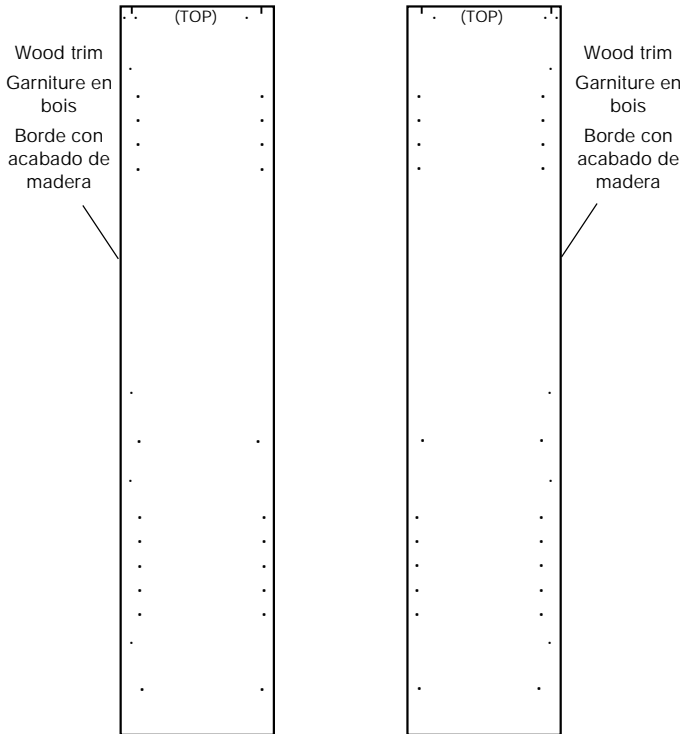 (TOP)
Wood trim
Garniture en
bois
Borde con
acabado de
madera
(TOP)
Wood trim
Garniture en
bois
Borde con
acabado de
madera